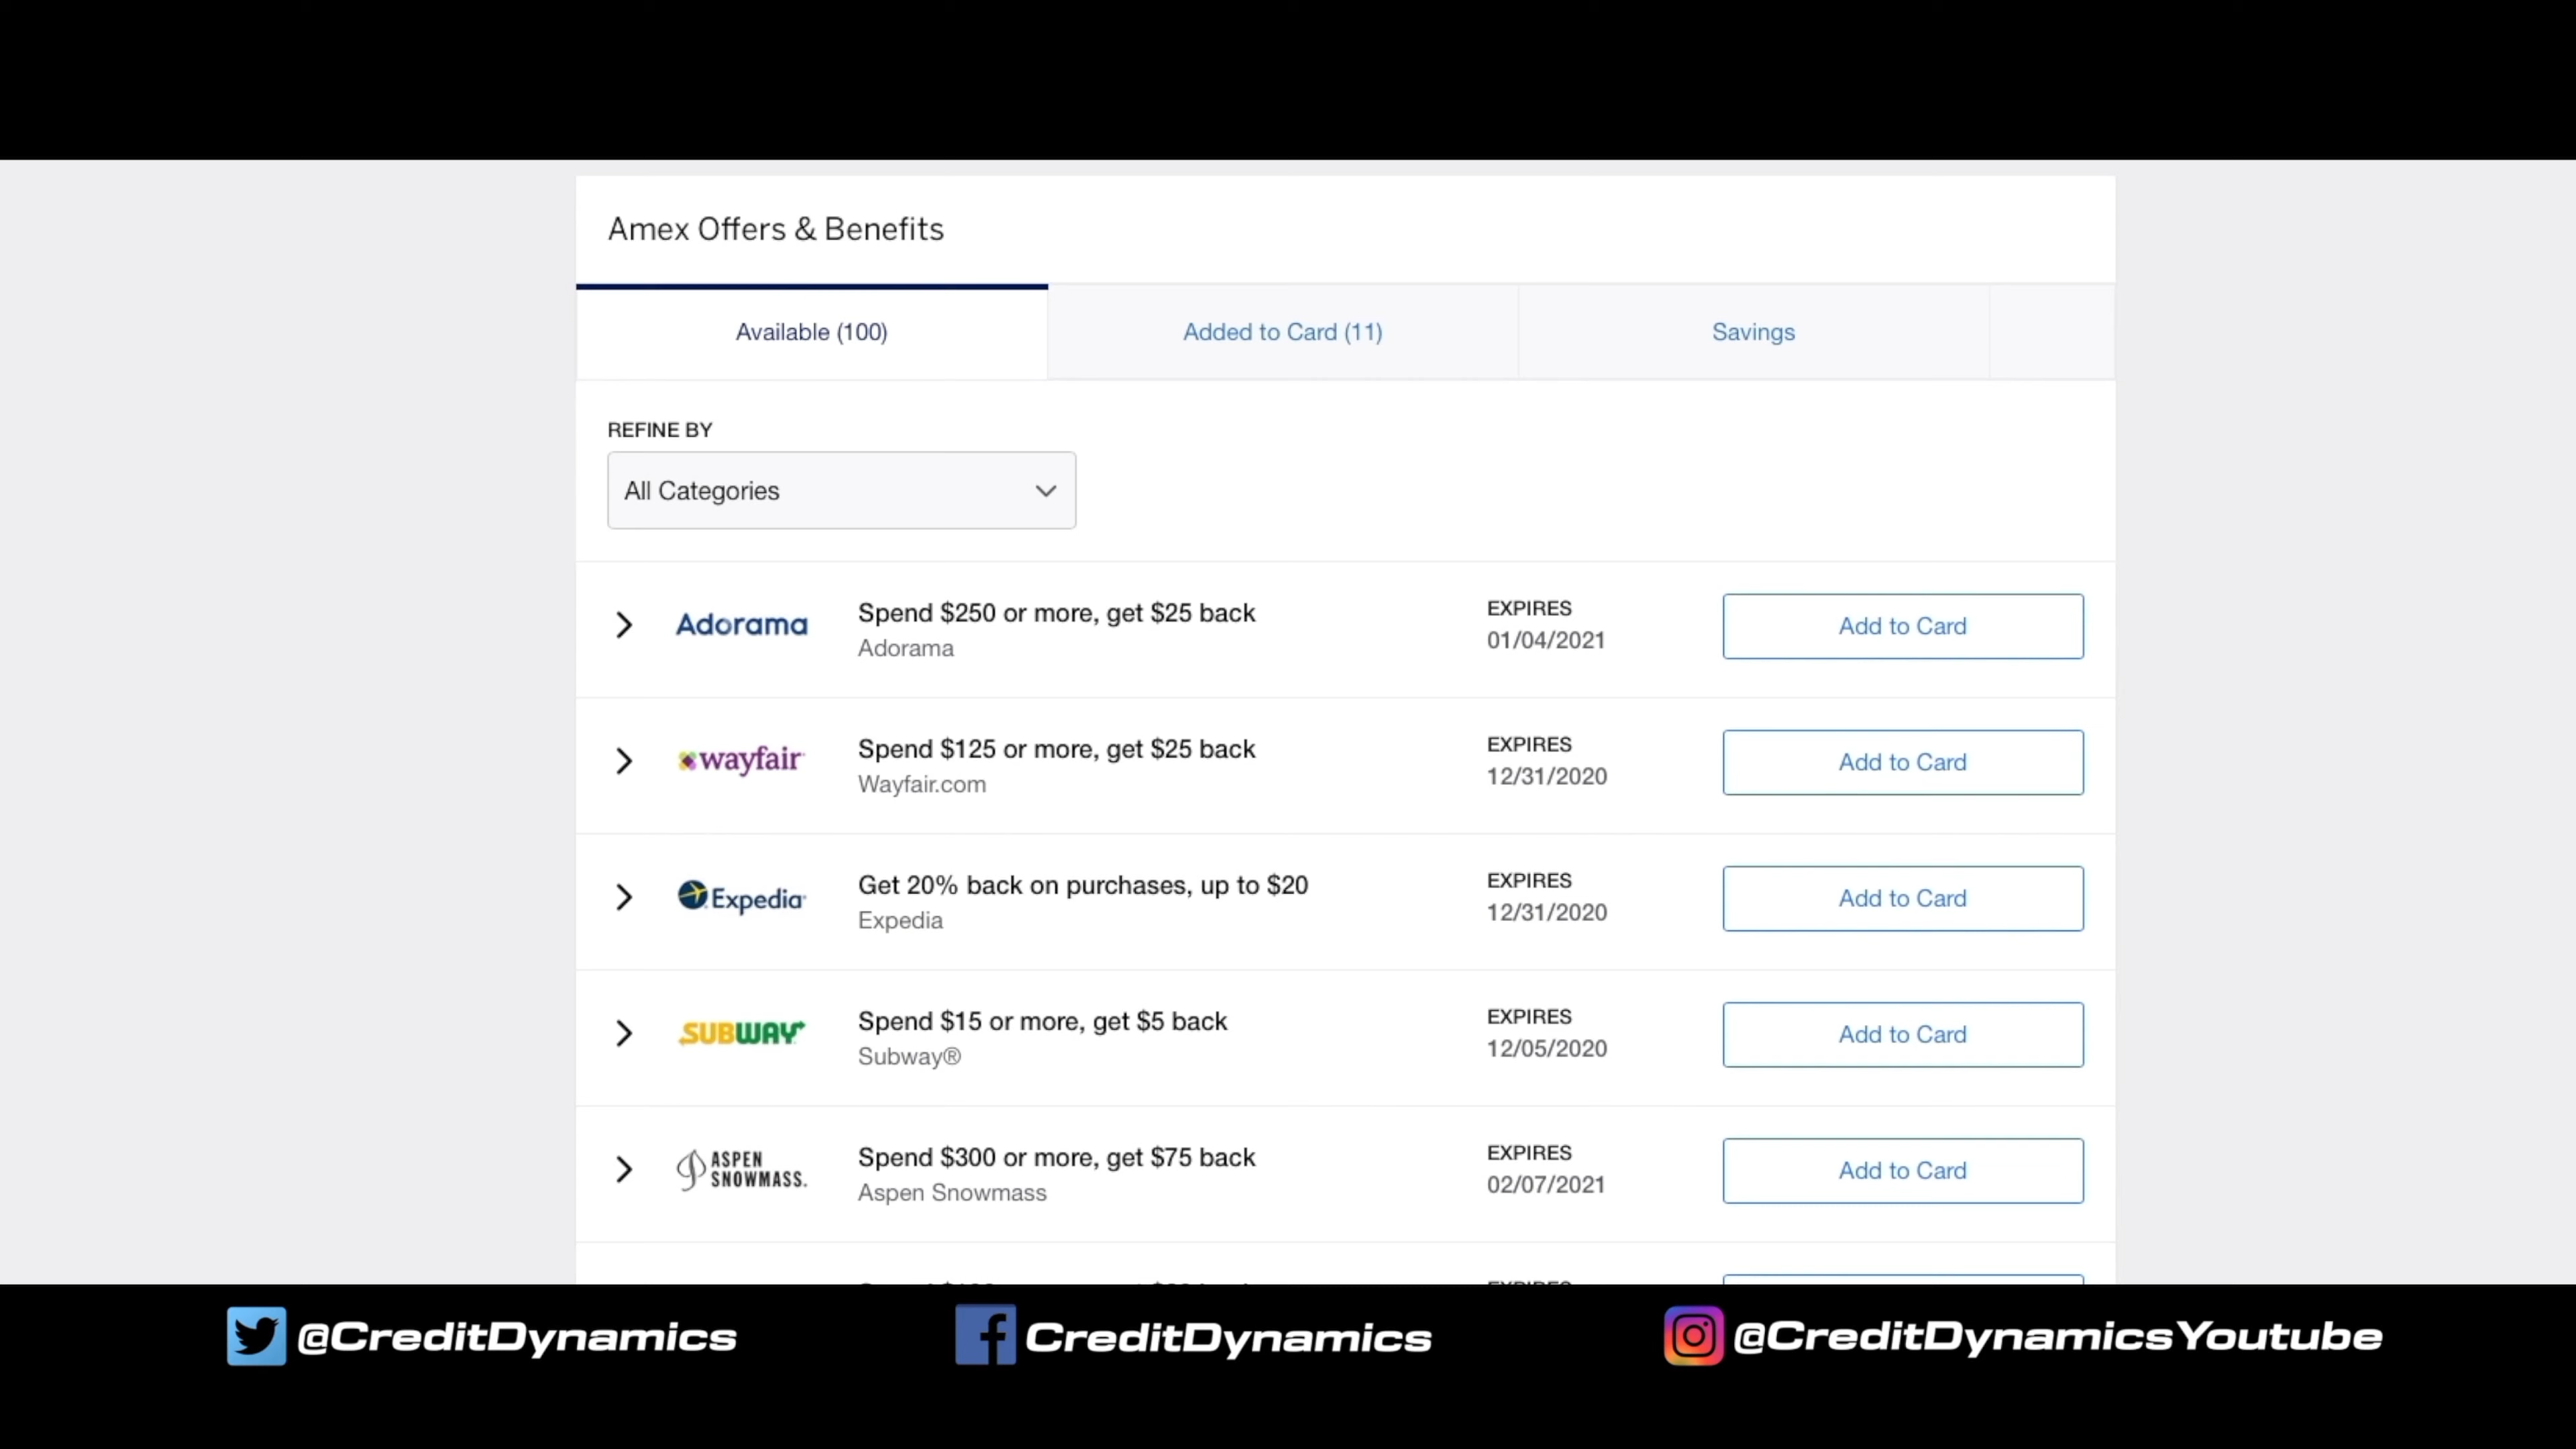 Amex Offers & Benefits
Available (100)
Added to Card (11)
Savings
REFINE BY
All Categories
Adorama
Spend $250 or more, get $25 back
Adorama
EXPIRES
01/04/2021
Add to Card
wayfair
Spend $125 or more, get $25 back
Wayfair.com
EXPIRES
12/31/2020
Add to Card
Expedia
Get 20% back on purchases, up to $20
Expedia
EXPIRES
12/31/2020
Add to Card
SUBWAY
Spend $15 or more, get $5 back
Subway®
EXPIRES
12/05/2020
Add to Card
ASPEN
SNOWMASS.
Spend $300 or more, get $75 back
Aspen Snowmass
EXPIRES
02/07/2021
Add to Card
EXPIRES
@CreditDynamics
CreditDynamics
@CreditDynamicsYoutube